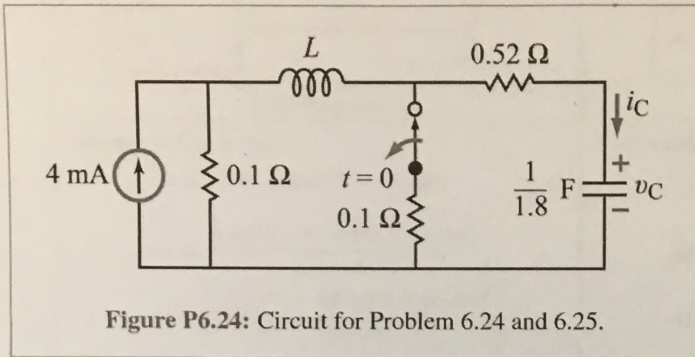 L
0.52 Ω
iC
4 mA
0.1 Ω
t = 0
0.1 Ω
1
1.8
F
+
υC
−
Figure P6.24: Circuit for Problem 6.24 and 6.25.